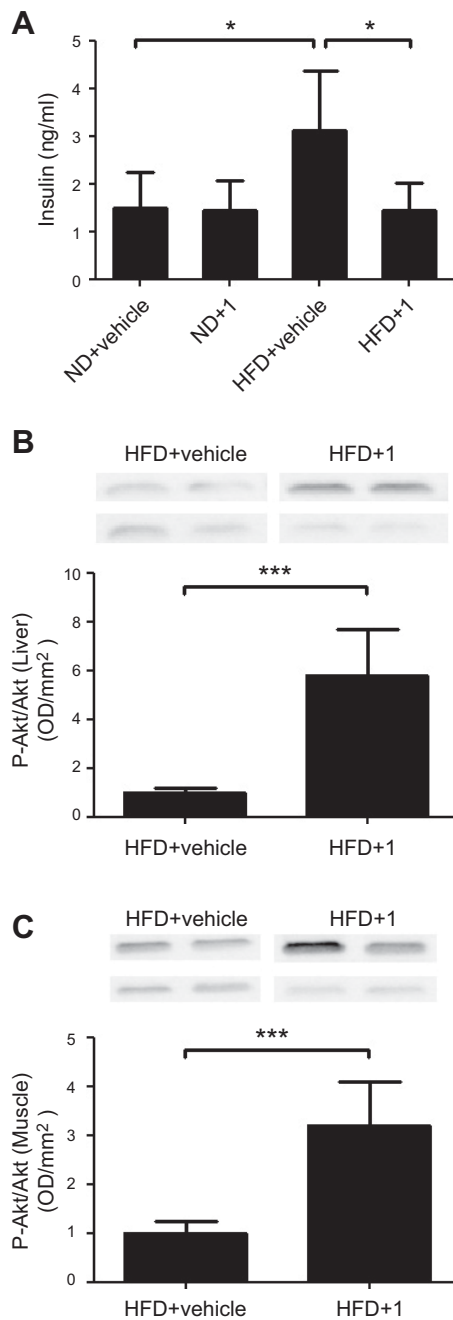 A
* *
5
4
3
2
1
0
Insulin (ng/ml)
ND+vehicle
ND+1
HFD+vehicle
HFD+1
B
HFD+vehicle HFD+1
***
10
8
6
4
2
0
P-Akt/Akt (Liver)
(OD/mm²)
HFD+vehicle HFD+1
C
HFD+vehicle HFD+1
***
5
4
3
2
1
0
P-Akt/Akt (Muscle)
(OD/mm²)
HFD+vehicle HFD+1